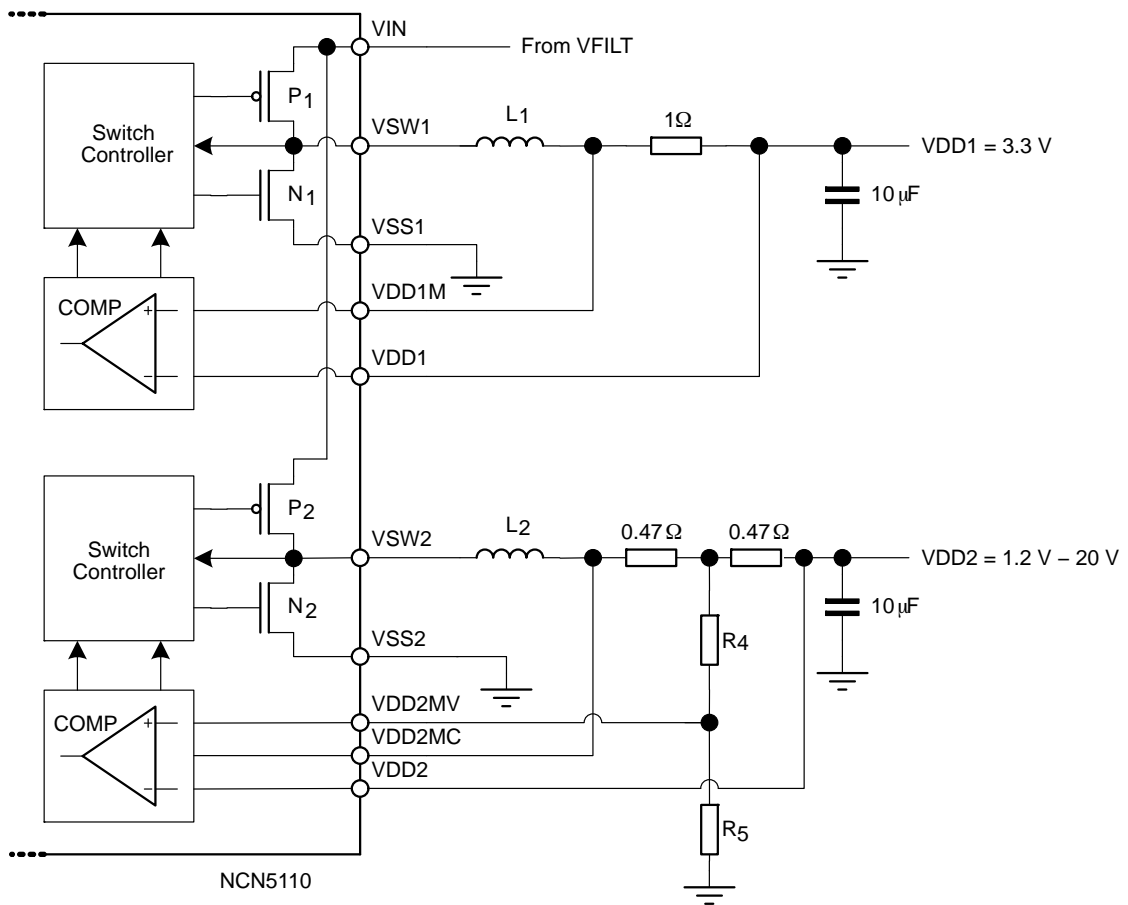 VIN
From VFILT
P1
Switch
Controller
VSW1
L1
1Ω
VDD1 = 3.3 V
N1
10 µF
VSS1
COMP
+
VDD1M
−
VDD1
P2
Switch
Controller
VSW2
L2
0.47 Ω
0.47 Ω
VDD2 = 1.2 V – 20 V
N2
10 µF
VSS2
R4
COMP
+
VDD2MV
VDD2MC
−
VDD2
R5
NCN5110